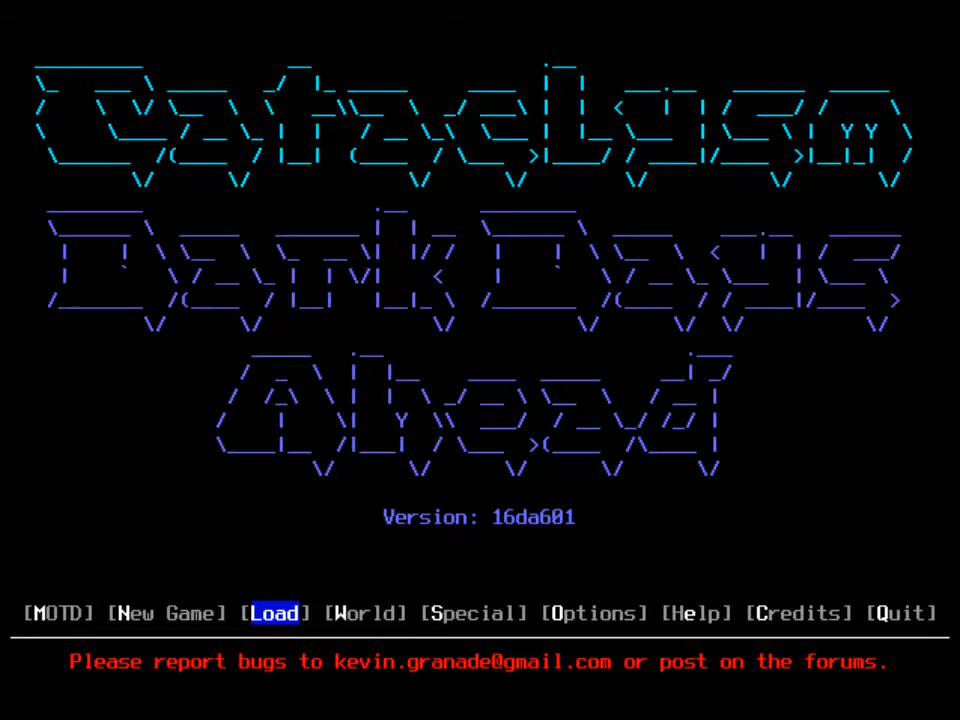 Cataclysm
Dark Days
Ahead
Version: 16da601
[MOTD] [New Game] [Load] [World] [Special] [Options] [Help] [Credits] [Quit]
Please report bugs to kevin.granade@gmail.com or post on the forums.